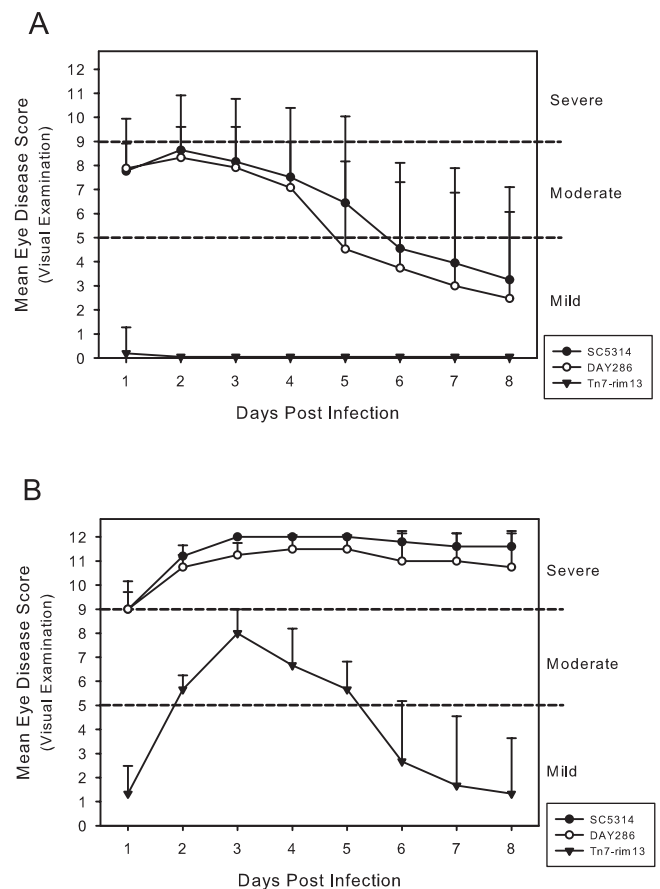 A
Mean Eye Disease Score
(Visual Examination)
12
11
10
9
8
7
6
5
4
3
2
1
0
Severe
Moderate
Mild
1 2 3 4 5 6 7 8
Days Post Infection
SC5314
DAY286
Tn7-rim13
B
Mean Eye Disease Score
(Visual Examination)
12
11
10
9
8
7
6
5
4
3
2
1
0
Severe
Moderate
Mild
1 2 3 4 5 6 7 8
Days Post Infection
SC5314
DAY286
Tn7-rim13